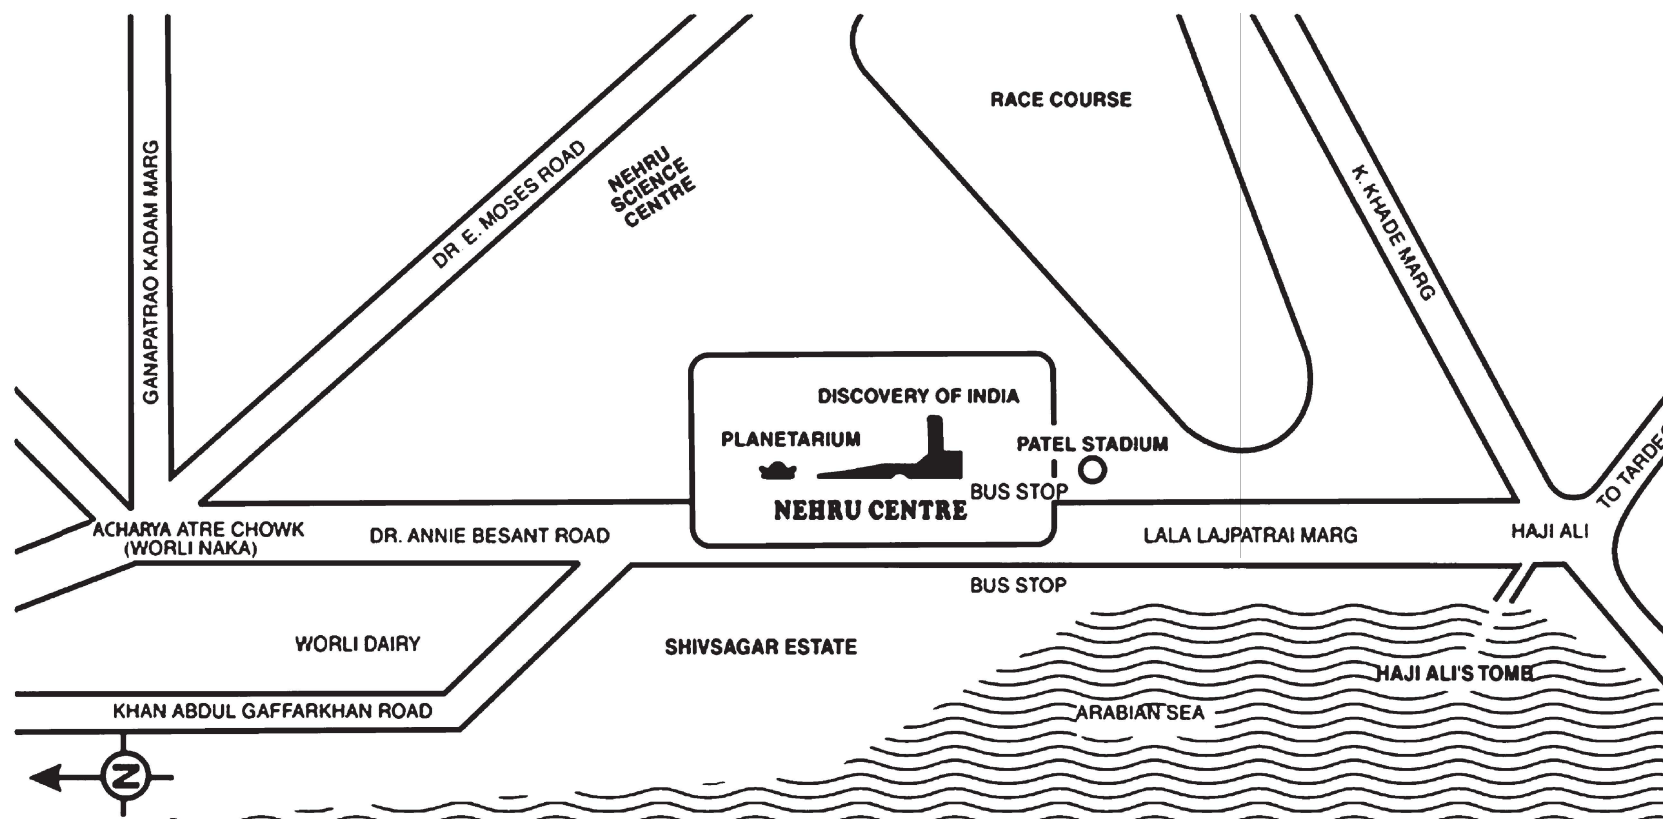 RACE COURSE
GANAPATRAO KADAM MARG
DR. E. MOSES ROAD
NEHRU
SCIENCE
CENTRE
K. KHADE MARG
DISCOVERY OF INDIA
PLANETARIUM
PATEL STADIUM
BUS STOP
NEHRU CENTRE
TO
ACHARYA ATRE CHOWK
(WORLI NAKA)
DR. ANNIE BESANT ROAD
LALA LAJPATRAI MARG
HAJI ALI
BUS STOP
WORLI DAIRY
SHIVSAGAR ESTATE
HAJI ALI'S TOMB
KHAN ABDUL GAFFARKHAN ROAD
ARABIAN SEA
N